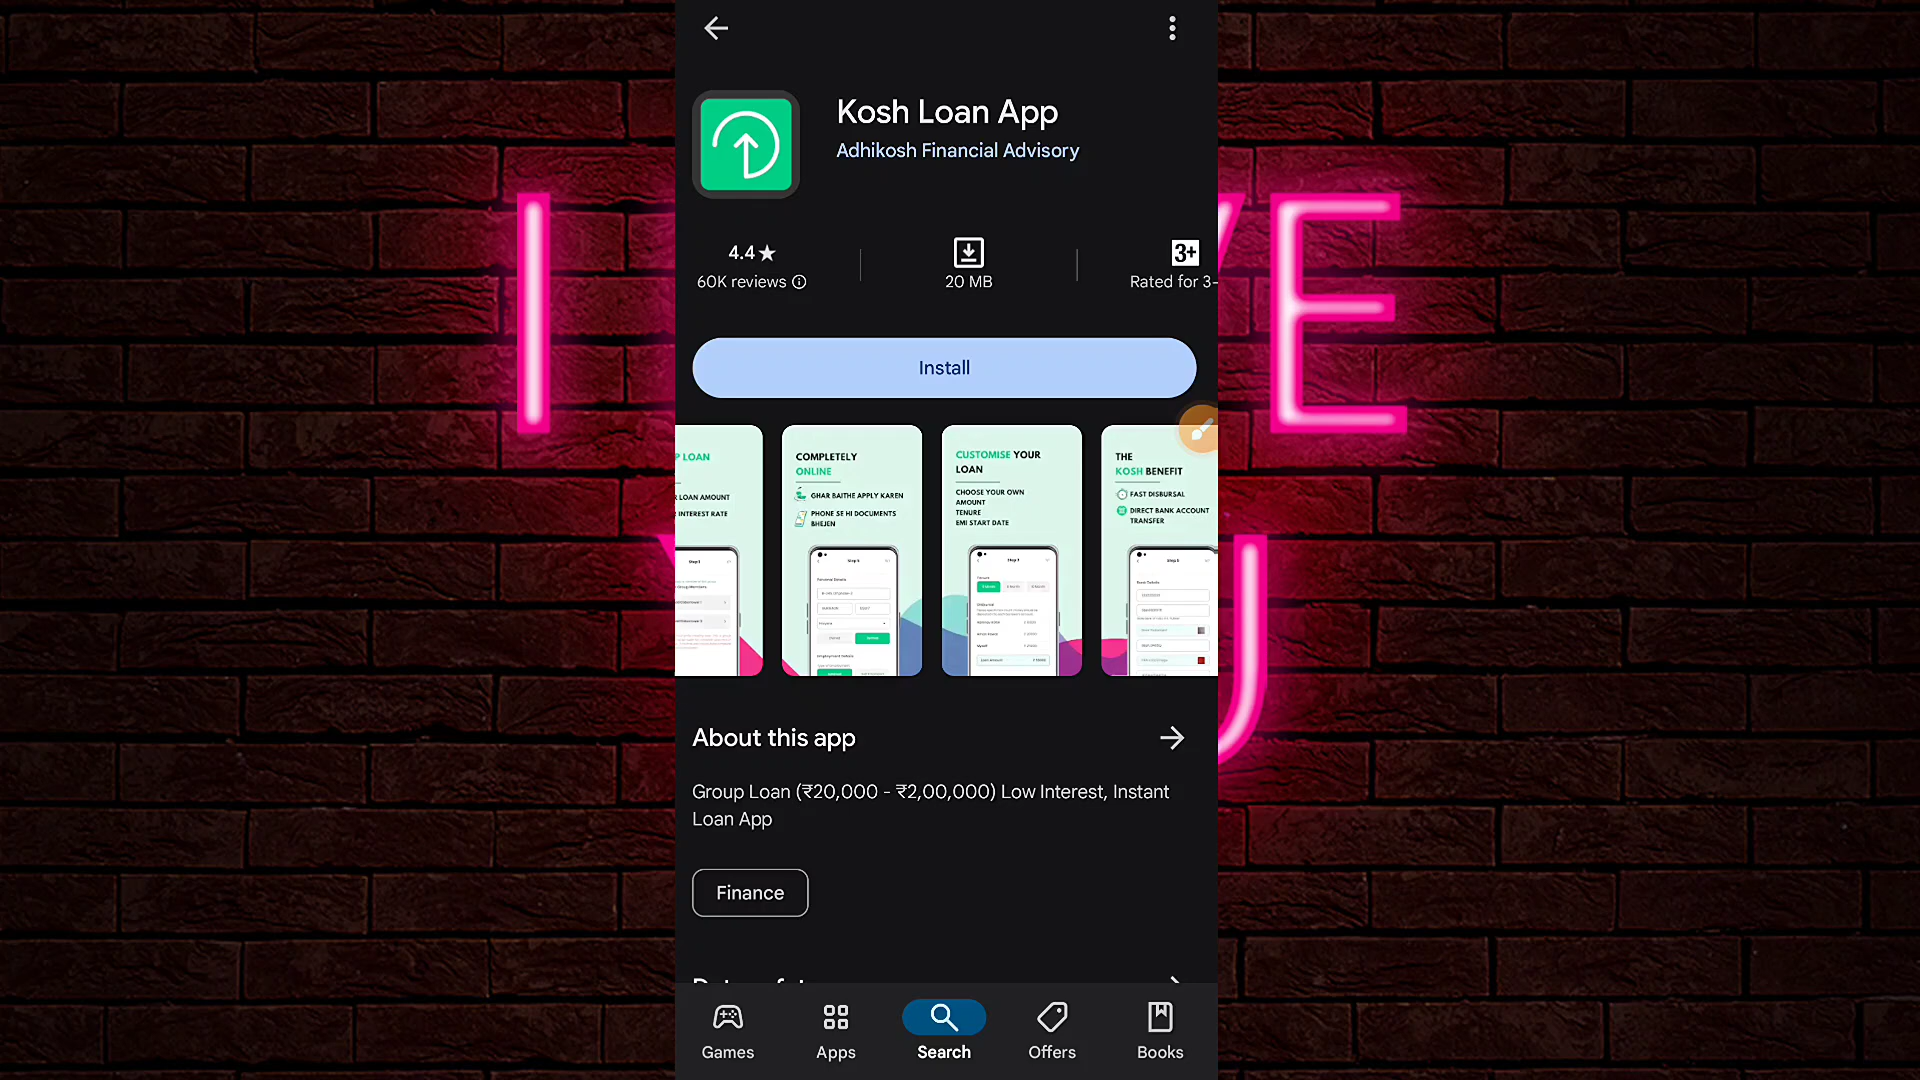 Kosh Loan App
Adhikosh Financial Advisory
4.4★
60K reviews
20 MB
3+
Rated for 3
Install
P LOAN
LOAN AMOUNT
INTEREST RATE
Step 2
COMPLETELY
ONLINE
GHAR BAITHE APPLY KAREN
PHONE SE HI DOCUMENTS
BHEJEN
CUSTOMISE YOUR
LOAN
CHOOSE YOUR OWN
AMOUNT
TENURE
EMI START DATE
THE
KOSH BENEFIT
FAST DISBURSAL
DIRECT BANK ACCOUNT
TRANSFER
About this app
Group Loan (₹20,000 - ₹2,00,000) Low Interest, Instant
Loan App
Finance
Games
Apps
Search
Offers
Books
I
E